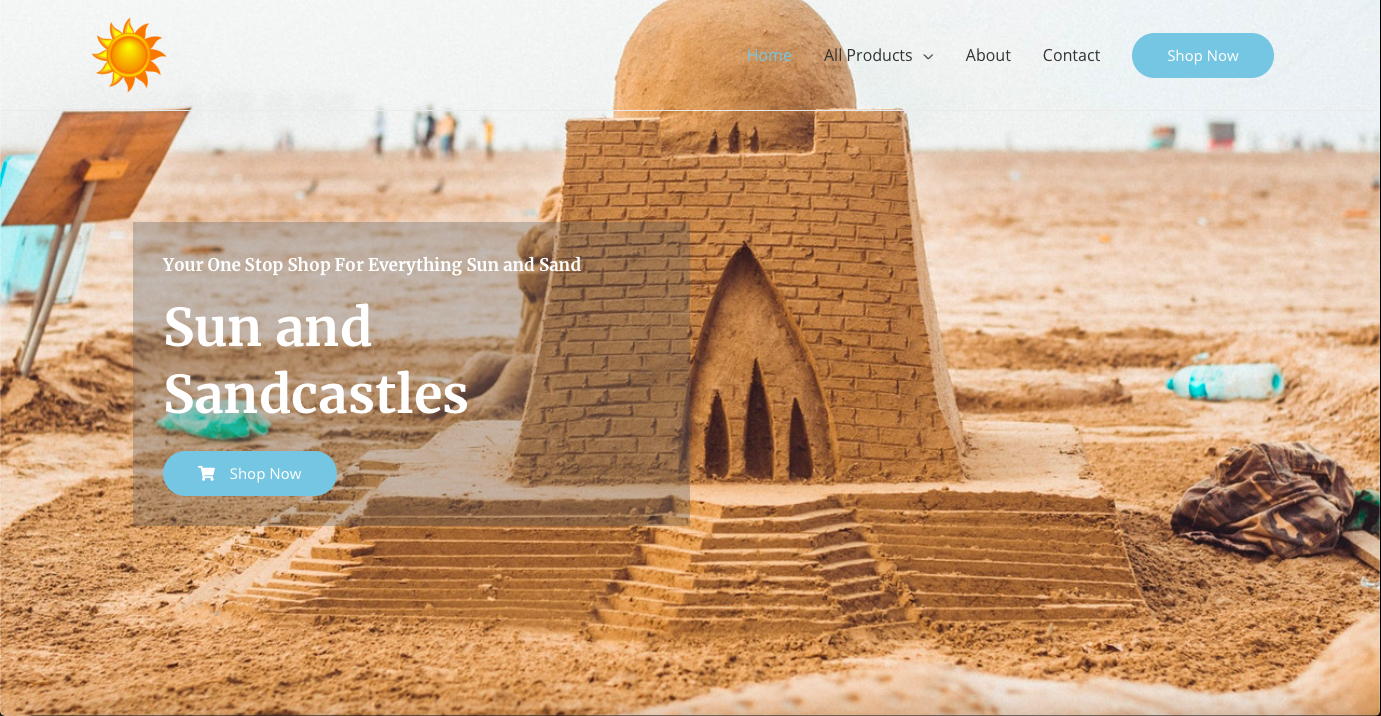 Home
All Products
About
Contact
Shop Now
Your One Stop Shop For Everything Sun and Sand
Sun and
Sandcastles
Shop Now